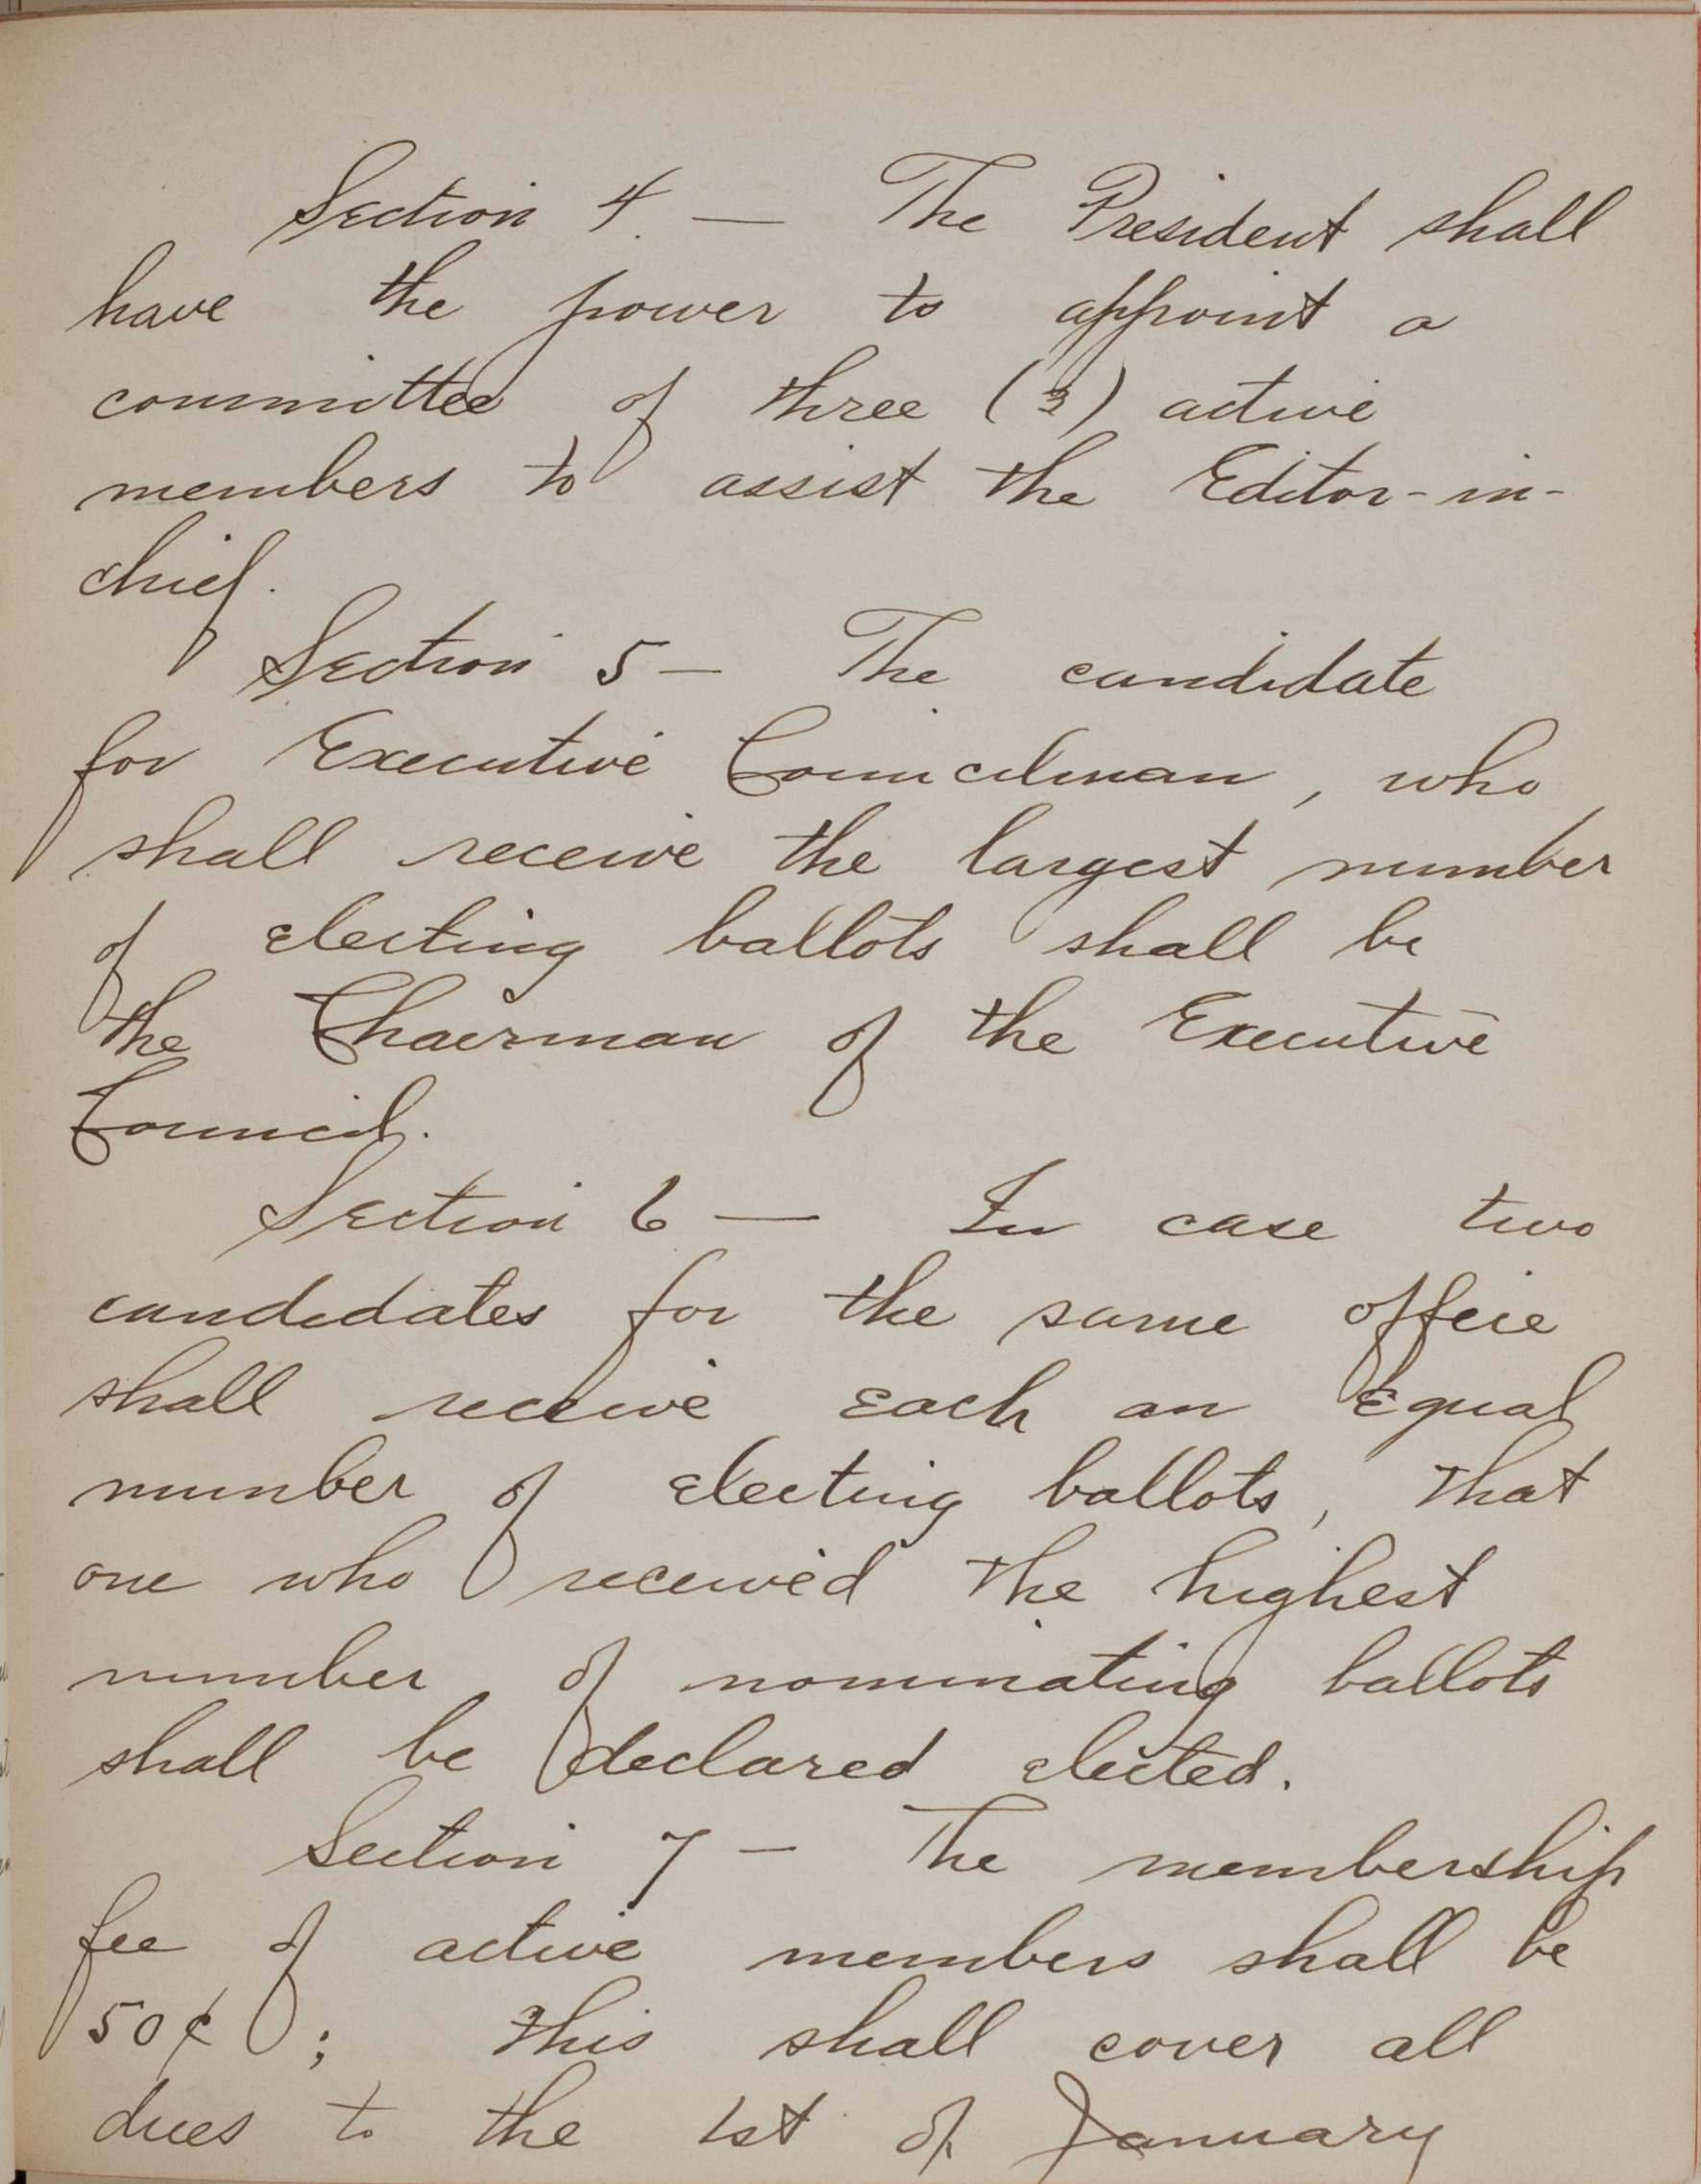 Section 4. — The President shall
have the power to appoint a
committee of three (3) active
members to assist the Editor-in-
chief.
Section 5 — The candidate
for Executive Councilman, who
shall receive the largest number
of electing ballots shall be
the Chairman of the Executive
Council.
Section 6 — In case two
candidates for the same office
shall receive each an equal
number of electing ballots, that
one who received the highest
number of nominating ballots
shall be declared elected.
Section 7 — The membership
fee of active members shall be
50¢; this shall cover all
dues to the 1st of January